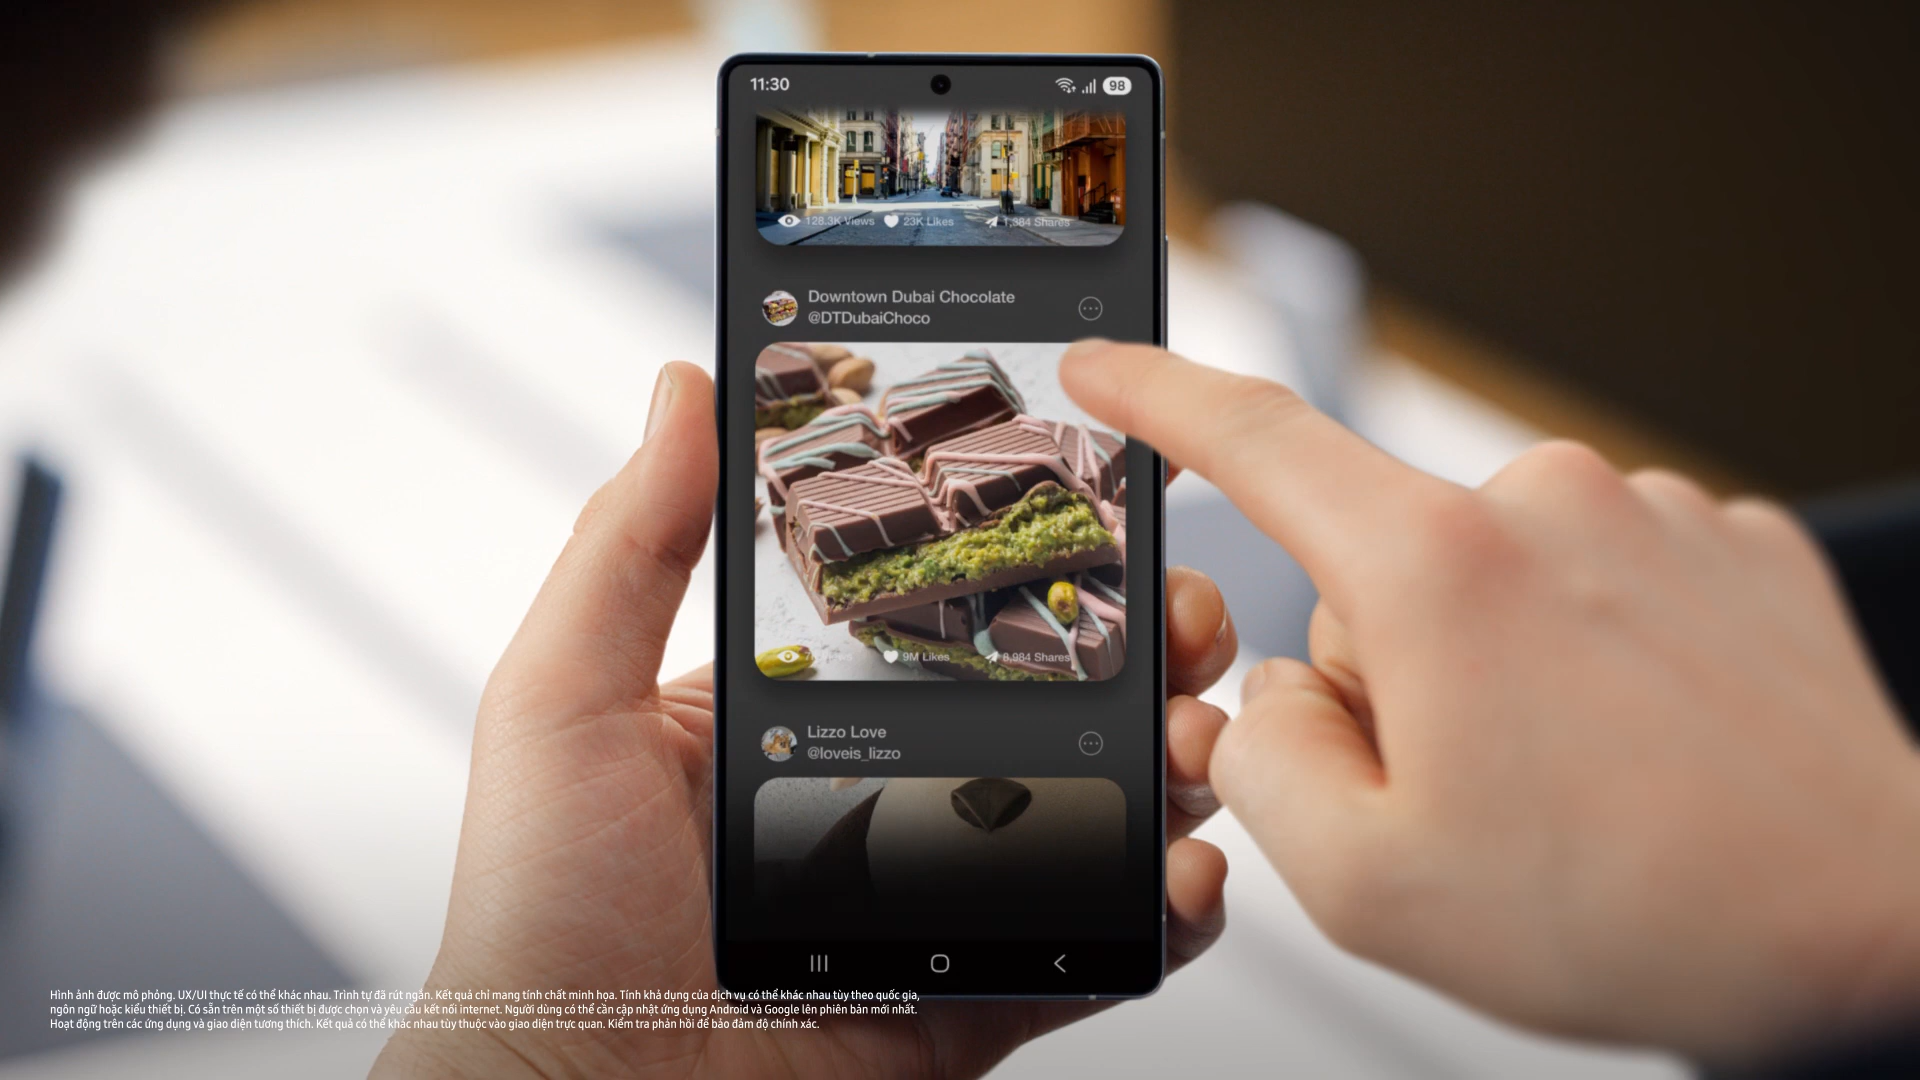 11:30
98
128.3K Views 23K Likes 1,384 Shares
Downtown Dubai Chocolate
@DTDubaiChoco
9M Likes 8,984 Shares
Lizzo Love
@loveis_lizzo
Hình ảnh được mô phỏng. UX/UI thực tế có thể khác nhau. Trình tự đã rút ngắn. Kết quả chỉ mang tính chất minh họa. Tính khả dụng của dịch vụ có thể khác nhau tùy theo quốc gia,
ngôn ngữ hoặc kiểu thiết bị. Có sẵn trên một số thiết bị được chọn và yêu cầu kết nối internet. Người dùng có thể cần cập nhật ứng dụng Android và Google lên phiên bản mới nhất.
Hoạt động trên các ứng dụng và giao diện tương thích. Kết quả có thể khác nhau tùy thuộc vào giao diện trực quan. Kiểm tra phản hồi để bảo đảm độ chính xác.